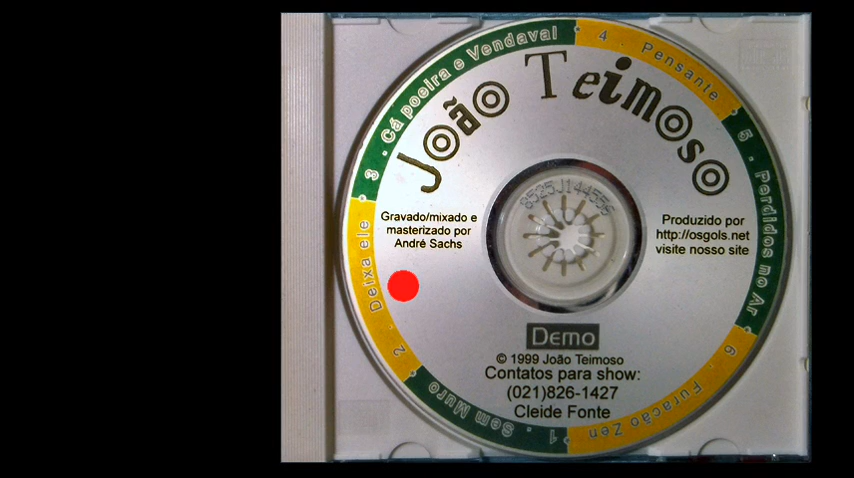 João Teimoso
1 . Sem Muro
2 . Deixa ele
3 . Cá poeira e Vendaval
4 . Pensante
5 . Perdidos no Ar
6 . Furacão Zen
8525J144556
Gravado/mixado e
masterizado por
André Sachs
Produzido por
http://osgols.net
visite nosso site
Demo
© 1999 João Teimoso
Contatos para show:
(021)826-1427
Cleide Fonte